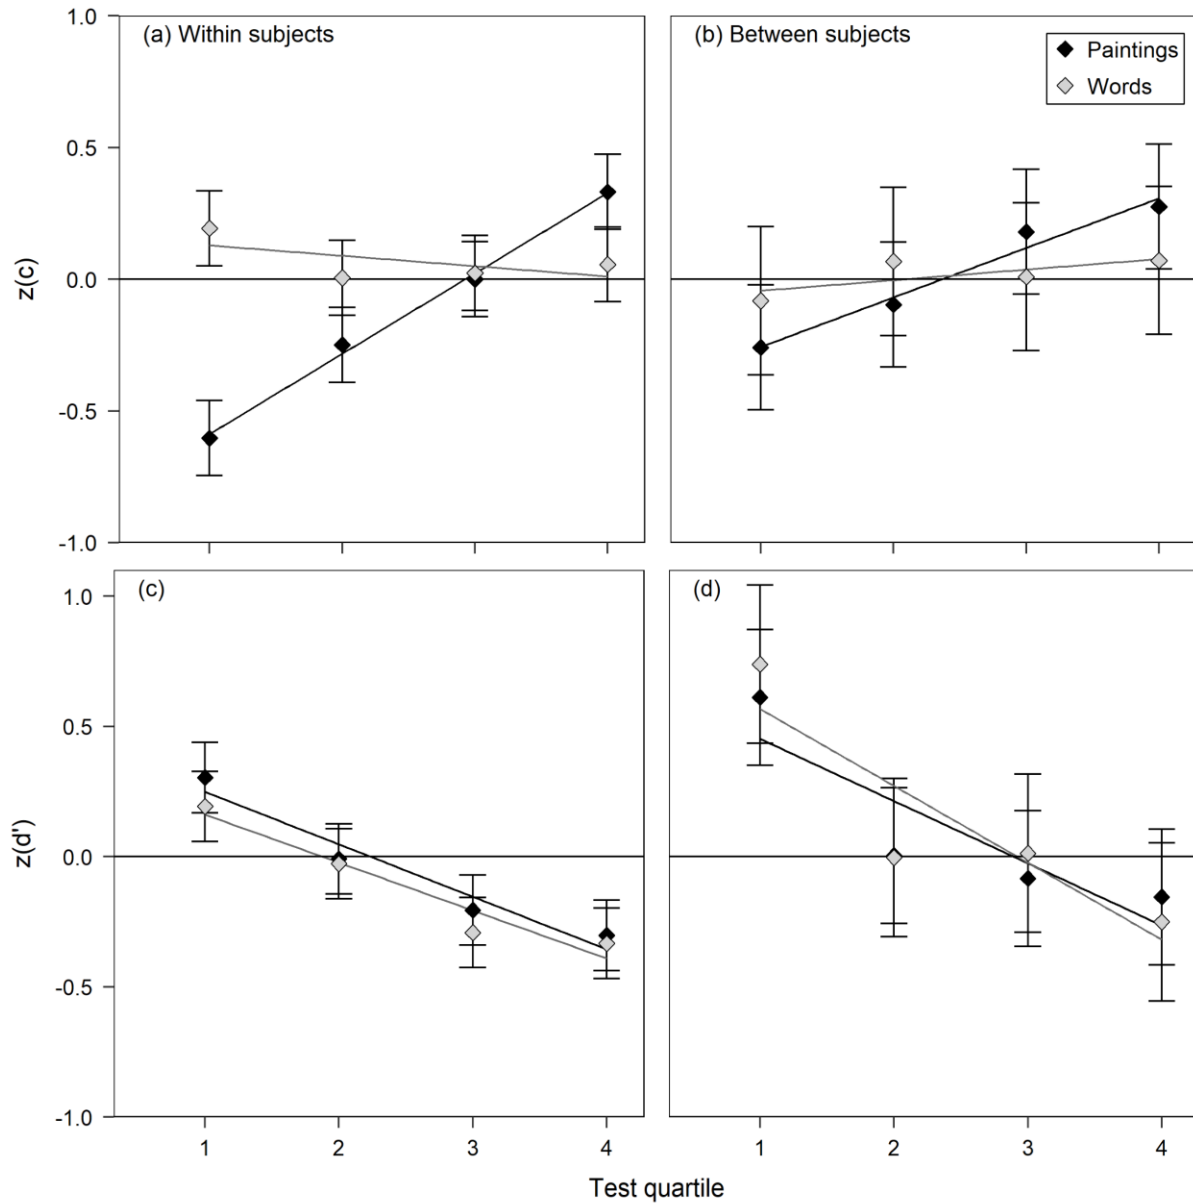 (a) Within subjects
(b) Between subjects
Paintings
Words
z(c)
1.0
0.5
0.0
-0.5
-1.0
(c)
(d)
z(d')
1.0
0.5
0.0
-0.5
-1.0
1 2 3 4
1 2 3 4
Test quartile